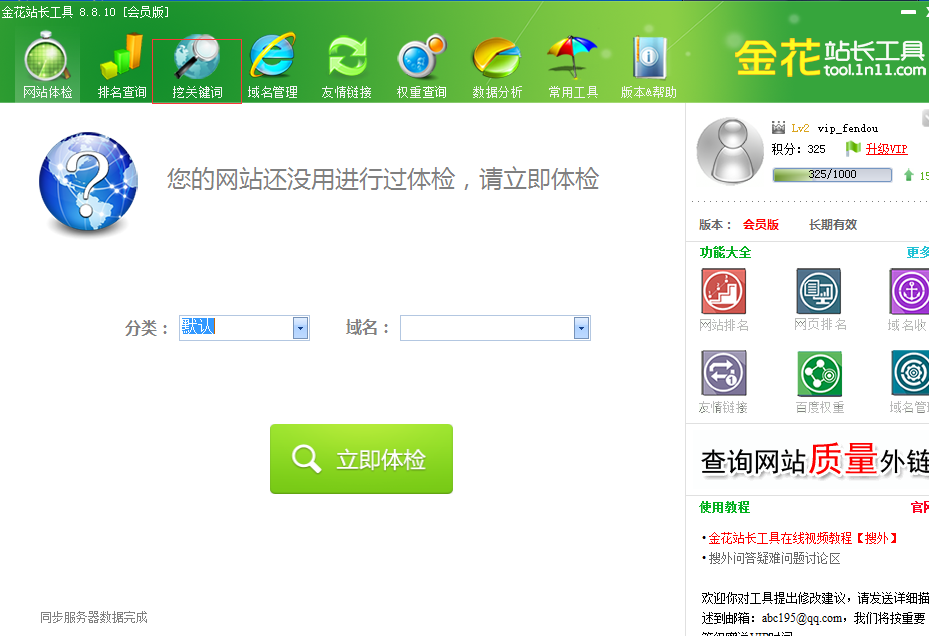 金花站长工具 8.8.10 [会员版]
网站体检 排名查询 挖关键词 域名管理 友情链接 权重查询 数据分析 常用工具 版本&帮助
金花站长工具
tool.1n11.com
您的网站还没用进行过体检，请立即体检
分类： 默认 域名：
立即体检
同步服务器数据完成
Lv2 vip_fendou
积分：325 升级VIP
325/1000 15
版本： 会员版 长期有效
功能大全 更多
网站排名 网页排名 域名收
友情链接 百度权重 域名管理
查询网站质量外链
使用教程 官网
•金花站长工具在线视频教程【搜外】
•搜外问答疑难问题讨论区
欢迎你对工具提出修改建议，请发送详细描
述到邮箱：abc195@qq.com，我们将按重要